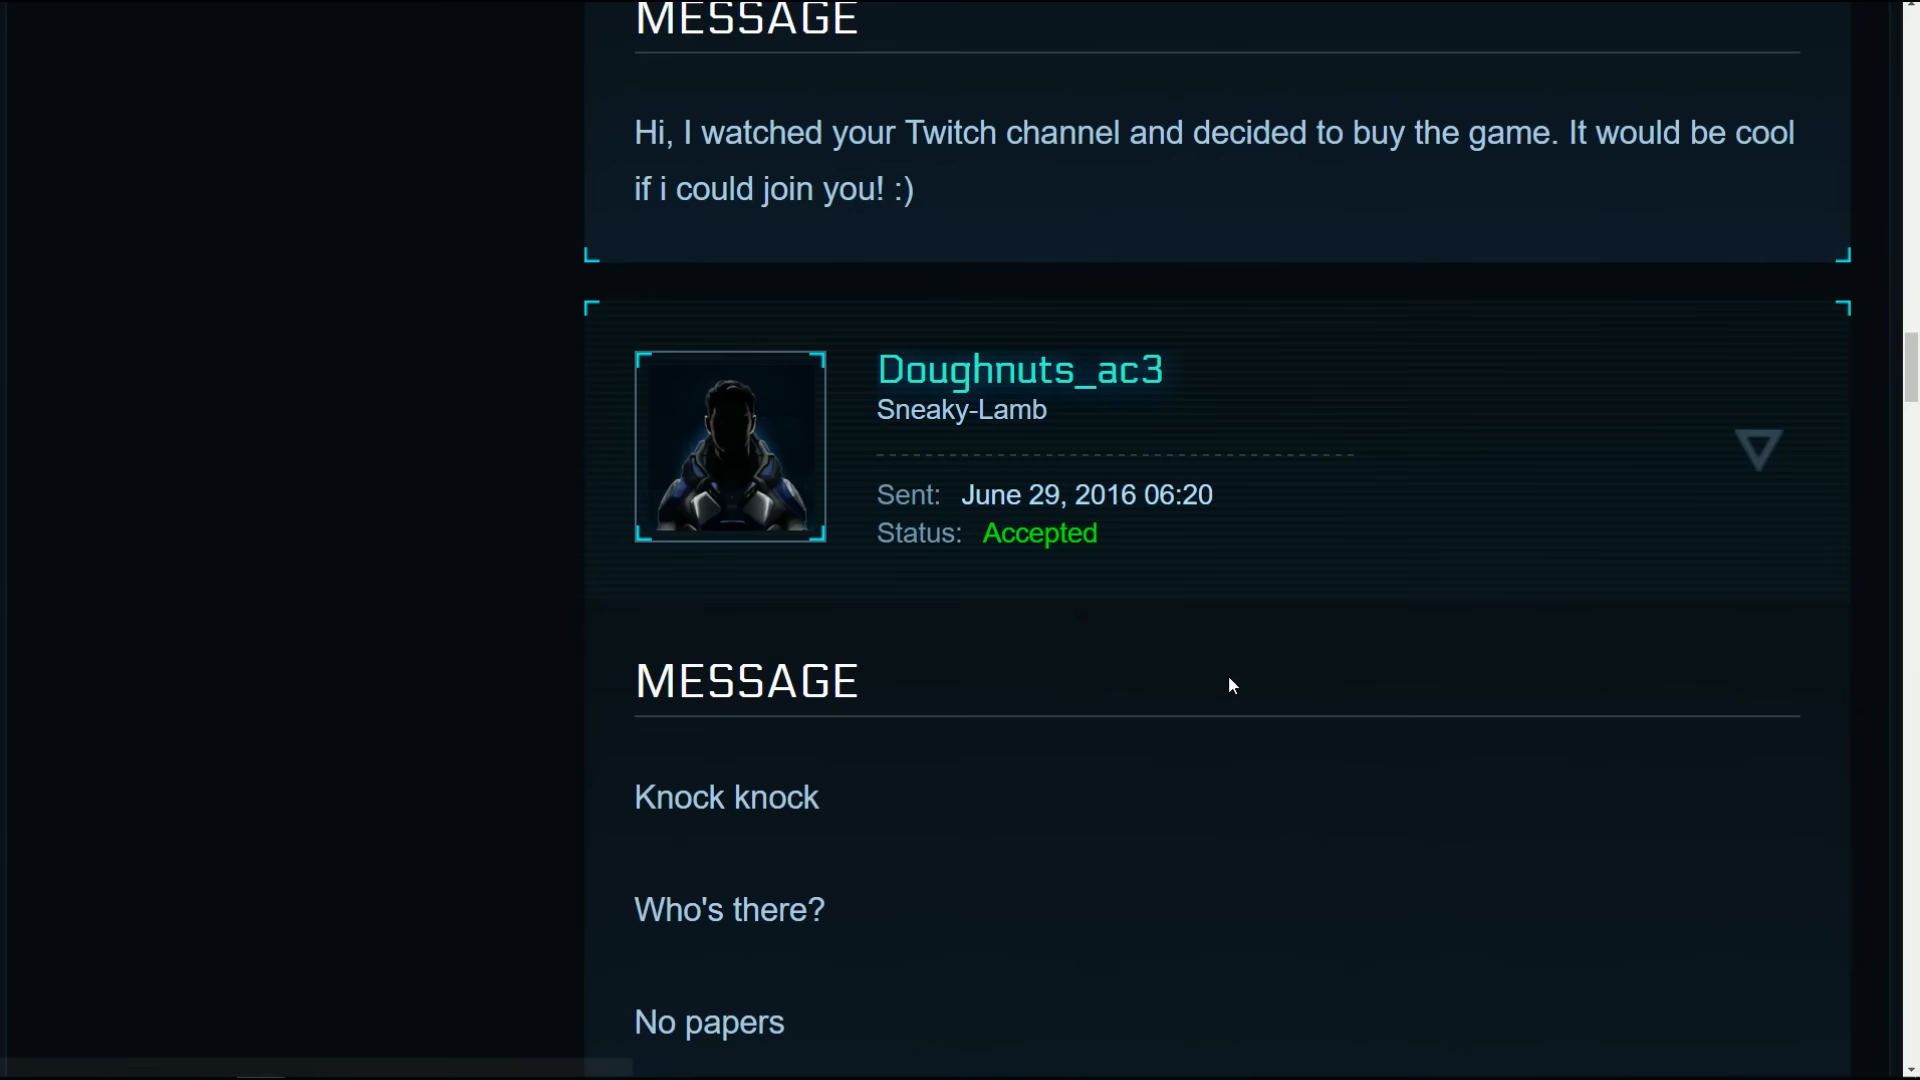 MESSAGE
Hi, I watched your Twitch channel and decided to buy the game. It would be cool
if i could join you! :)
Doughnuts_ac3
Sneaky-Lamb
Sent: June 29, 2016 06:20
Status: Accepted
MESSAGE
Knock knock
Who's there?
No papers